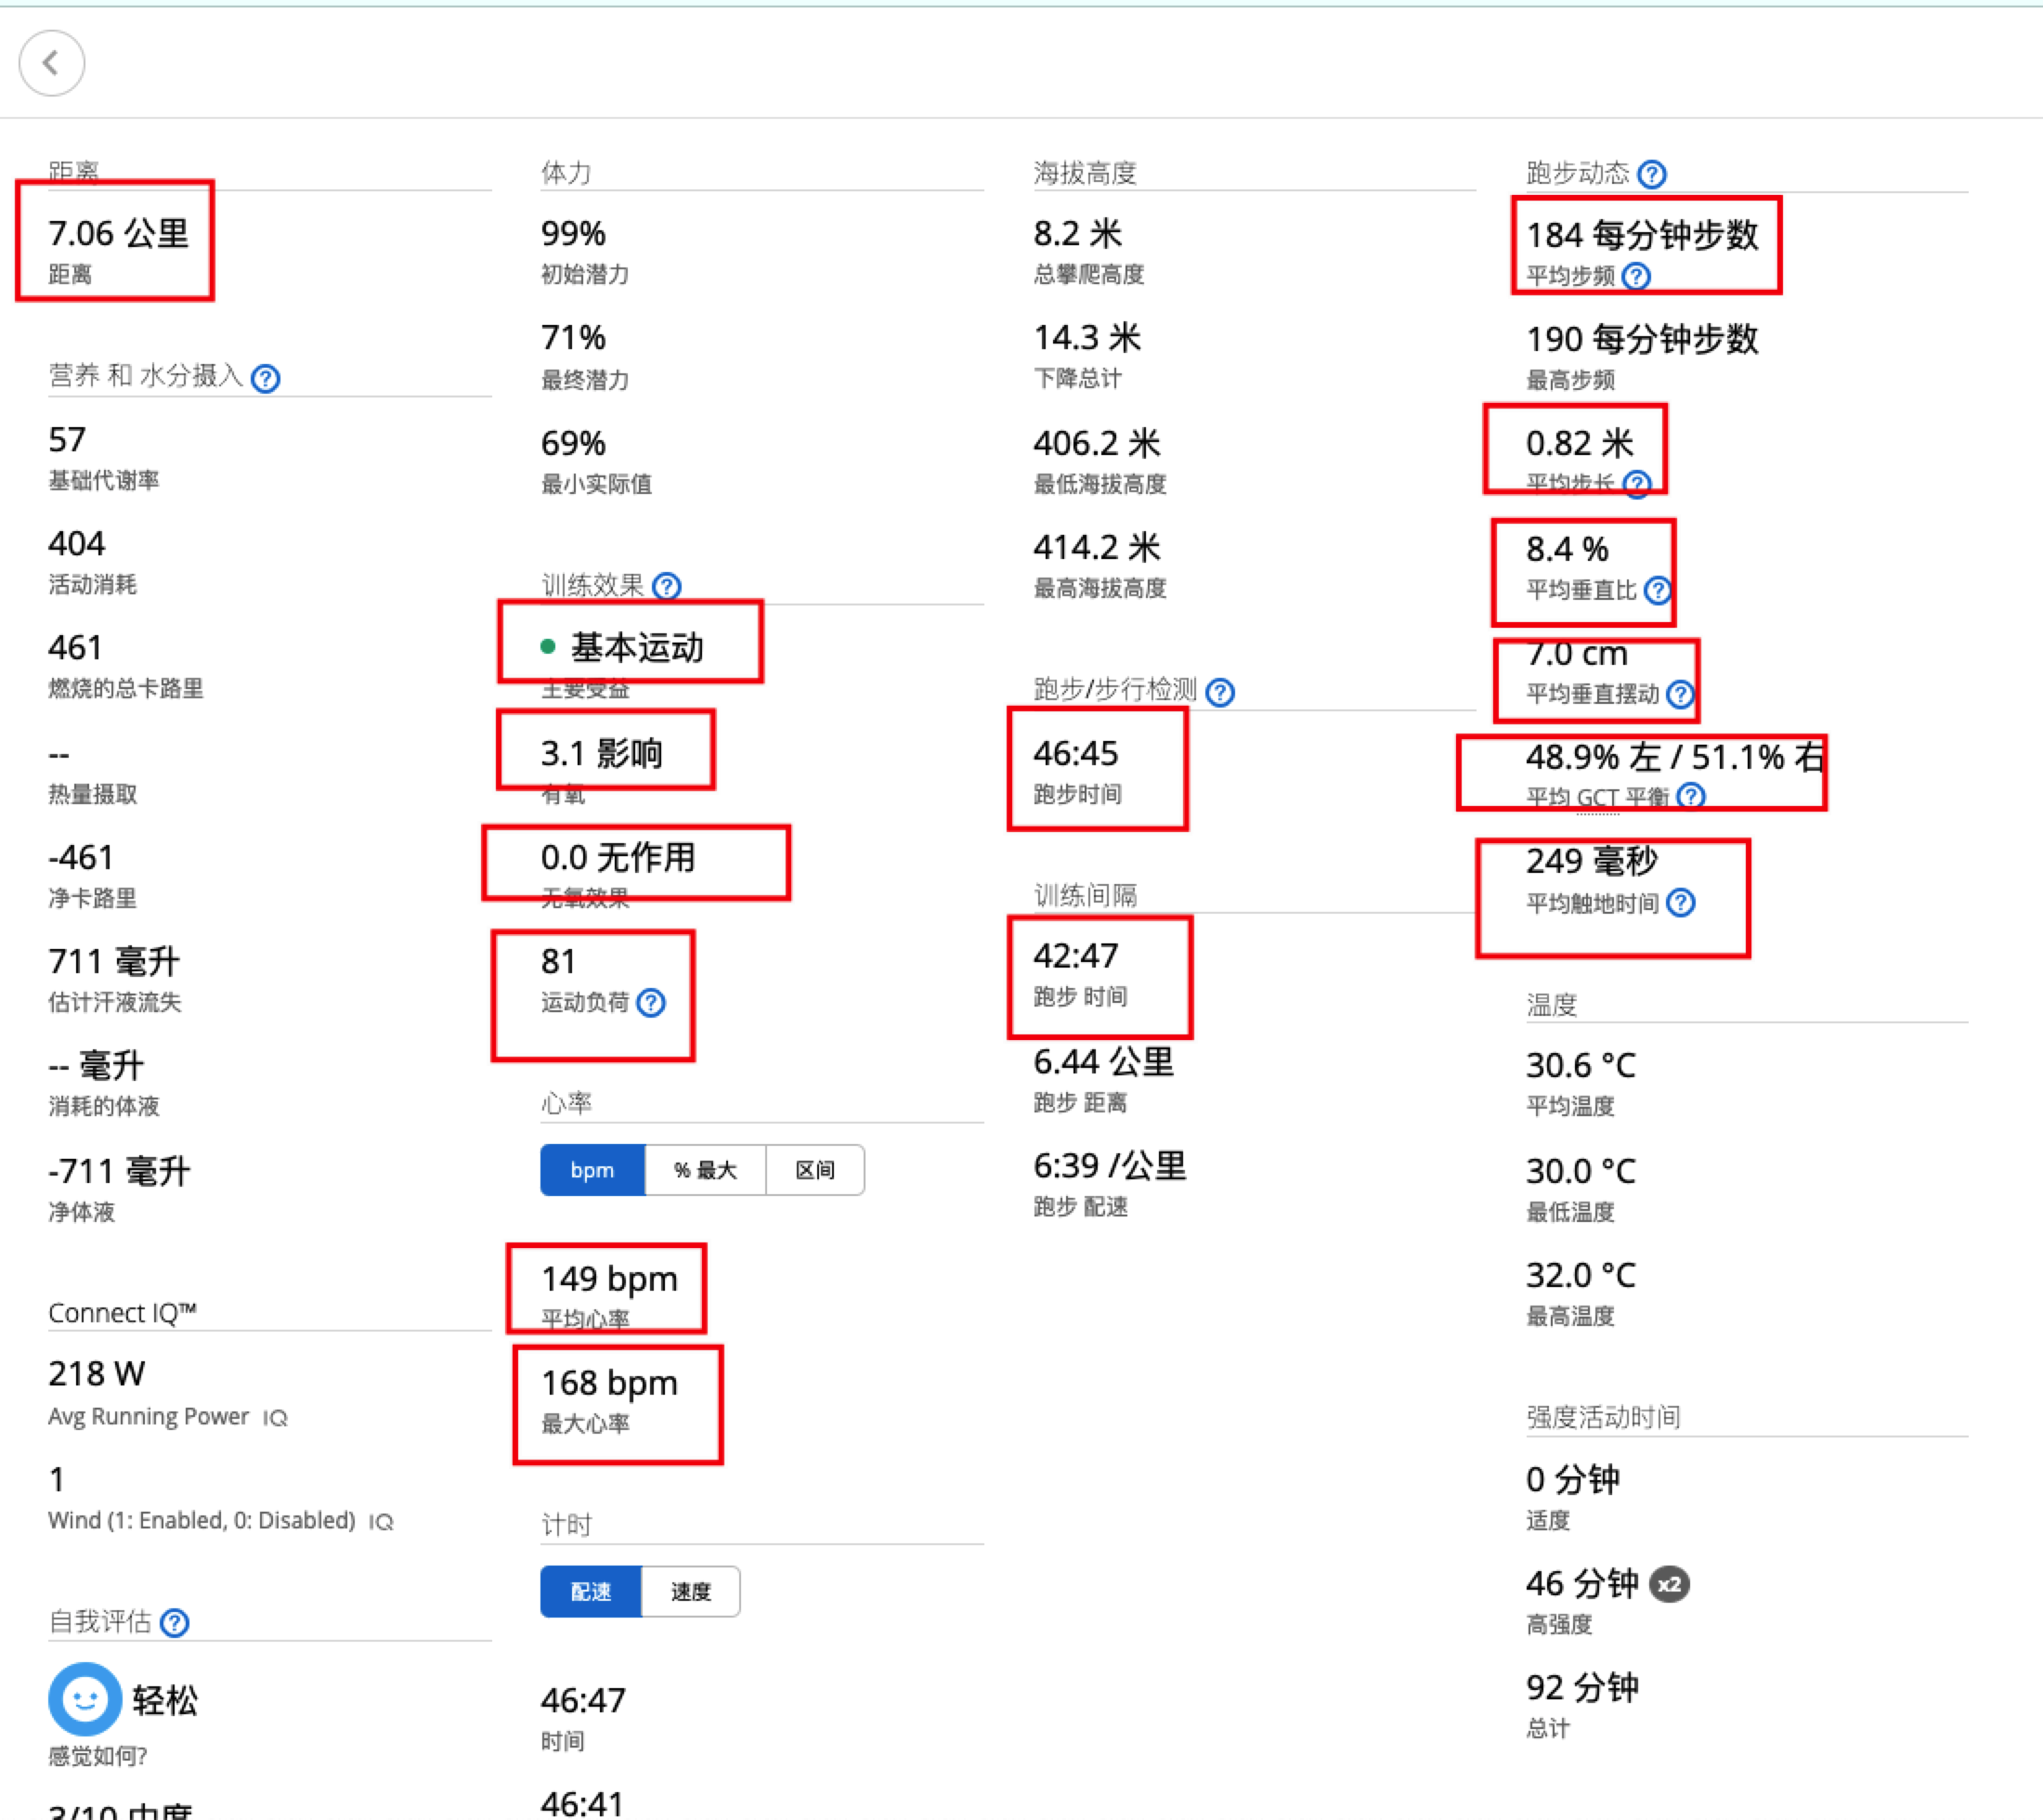 距离
7.06 公里
距离
营养 和 水分摄入 ?
57
基础代谢率
404
活动消耗
461
燃烧的总卡路里
--
热量摄取
-461
净卡路里
711 毫升
估计汗液流失
-- 毫升
消耗的体液
-711 毫升
净体液
Connect IQ™
218 W
Avg Running Power IQ
1
Wind (1: Enabled, 0: Disabled) IQ
自我评估 ?
轻松
感觉如何?
3/10 中度
体力
99%
初始潜力
71%
最终潜力
69%
最小实际值
训练效果 ?
基本运动
主要受益
3.1 影响
有氧
0.0 无作用
无氧效果
81
运动负荷 ?
心率
bpm % 最大 区间
149 bpm
平均心率
168 bpm
最大心率
计时
配速 速度
46:47
时间
46:41
海拔高度
8.2 米
总攀爬高度
14.3 米
下降总计
406.2 米
最低海拔高度
414.2 米
最高海拔高度
跑步/步行检测 ?
46:45
跑步时间
训练间隔
42:47
跑步 时间
6.44 公里
跑步 距离
6:39 /公里
跑步 配速
跑步动态 ?
184 每分钟步数
平均步频 ?
190 每分钟步数
最高步频
0.82 米
平均步长 ?
8.4 %
平均垂直比 ?
7.0 cm
平均垂直摆动 ?
48.9% 左 / 51.1% 右
平均 GCT 平衡 ?
249 毫秒
平均触地时间 ?
温度
30.6 °C
平均温度
30.0 °C
最低温度
32.0 °C
最高温度
强度活动时间
0 分钟
适度
46 分钟 x2
高强度
92 分钟
总计